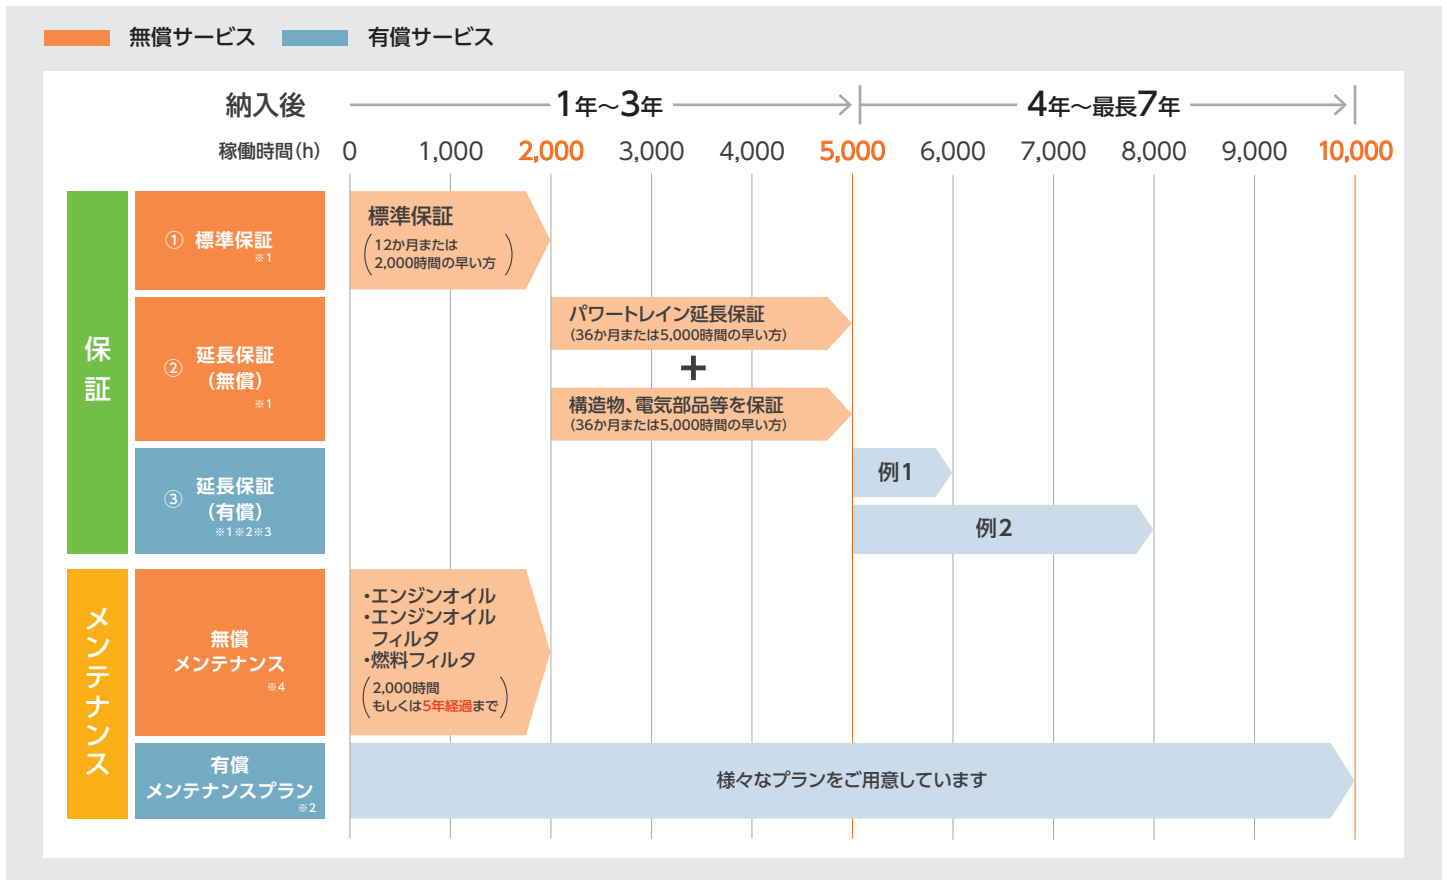 無償サービス 有償サービス
納入後 1年～3年 4年～最長7年
稼働時間(h) 0 1,000 2,000 3,000 4,000 5,000 6,000 7,000 8,000 9,000 10,000
保証
① 標準保証
※1
標準保証
12か月または
2,000時間の早い方
② 延長保証
(無償)
※1
パワートレイン延長保証
(36か月または5,000時間の早い方)
+
構造物、電気部品等を保証
(36か月または5,000時間の早い方)
③ 延長保証
(有償)
※1※2※3
例1
例2
メンテナンス
無償
メンテナンス
※4
・エンジンオイル
・エンジンオイル
フィルタ
・燃料フィルタ
2,000時間
もしくは5年経過まで
有償
メンテナンスプラン
※2
様々なプランをご用意しています